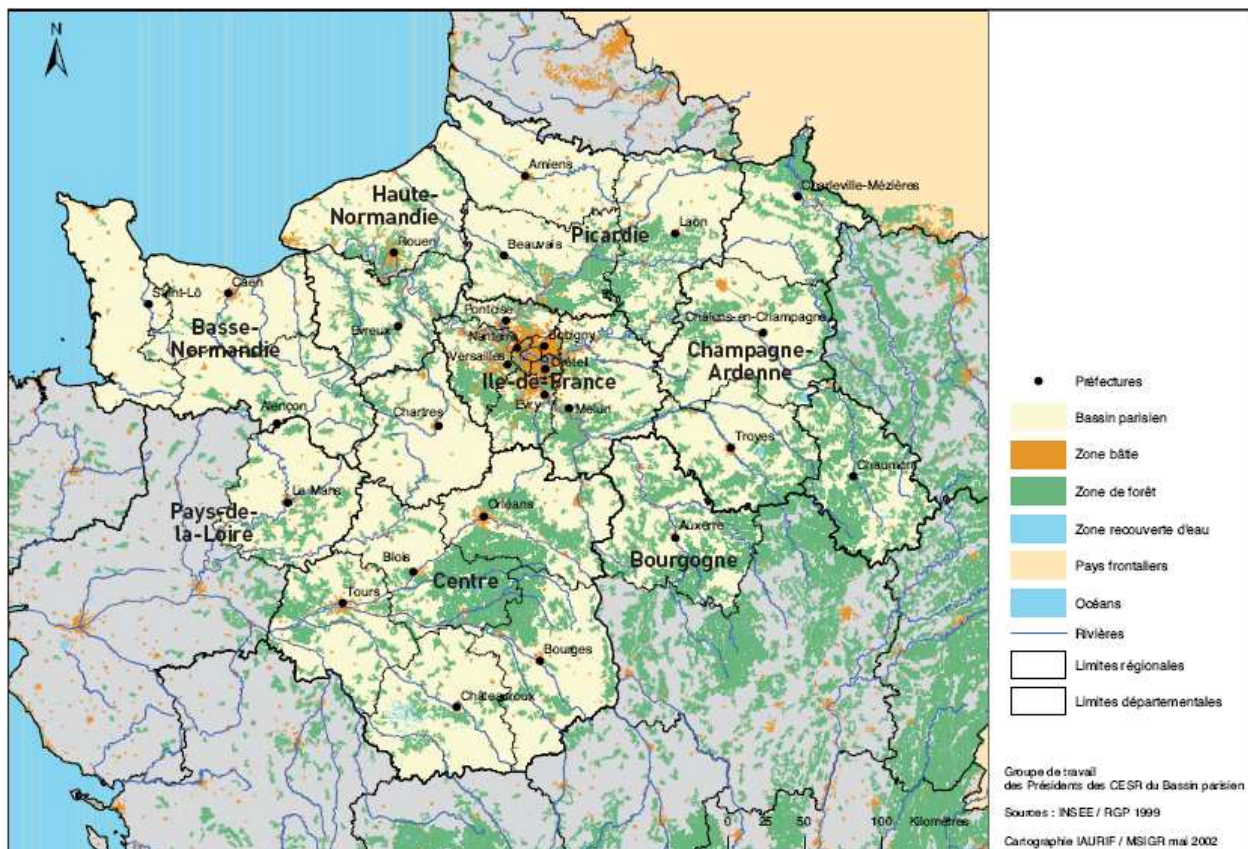 N
Amiens
Charleville-Mézières
Haute-
Normandie
Picardie
Laon
Rouen
Beauvais
Saint-Lô
Caen
Pontoise
Châlons-en-Champagne
Basse-
Normandie
Evreux
Nanterre
Bobigny
Versailles
Créteil
Champagne-
Ardenne
Ile-de-France
Evry
Melun
Alençon
Chartres
Troyes
Chaumont
Le Mans
Orléans
Pays-de-
la-Loire
Auxerre
Bourgogne
Blois
Centre
Tours
Bourges
Châteauroux
0 25 50 100 Kilomètres
Préfectures
Bassin parisien
Zone bâtie
Zone de forêt
Zone recouverte d'eau
Pays frontaliers
Océans
Rivières
Limites régionales
Limites départementales
Groupe de travail
des Présidents des CESR du Bassin parisien
Sources : INSEE / RGP 1999
Cartographie IAURIF / MSIGR mai 2002